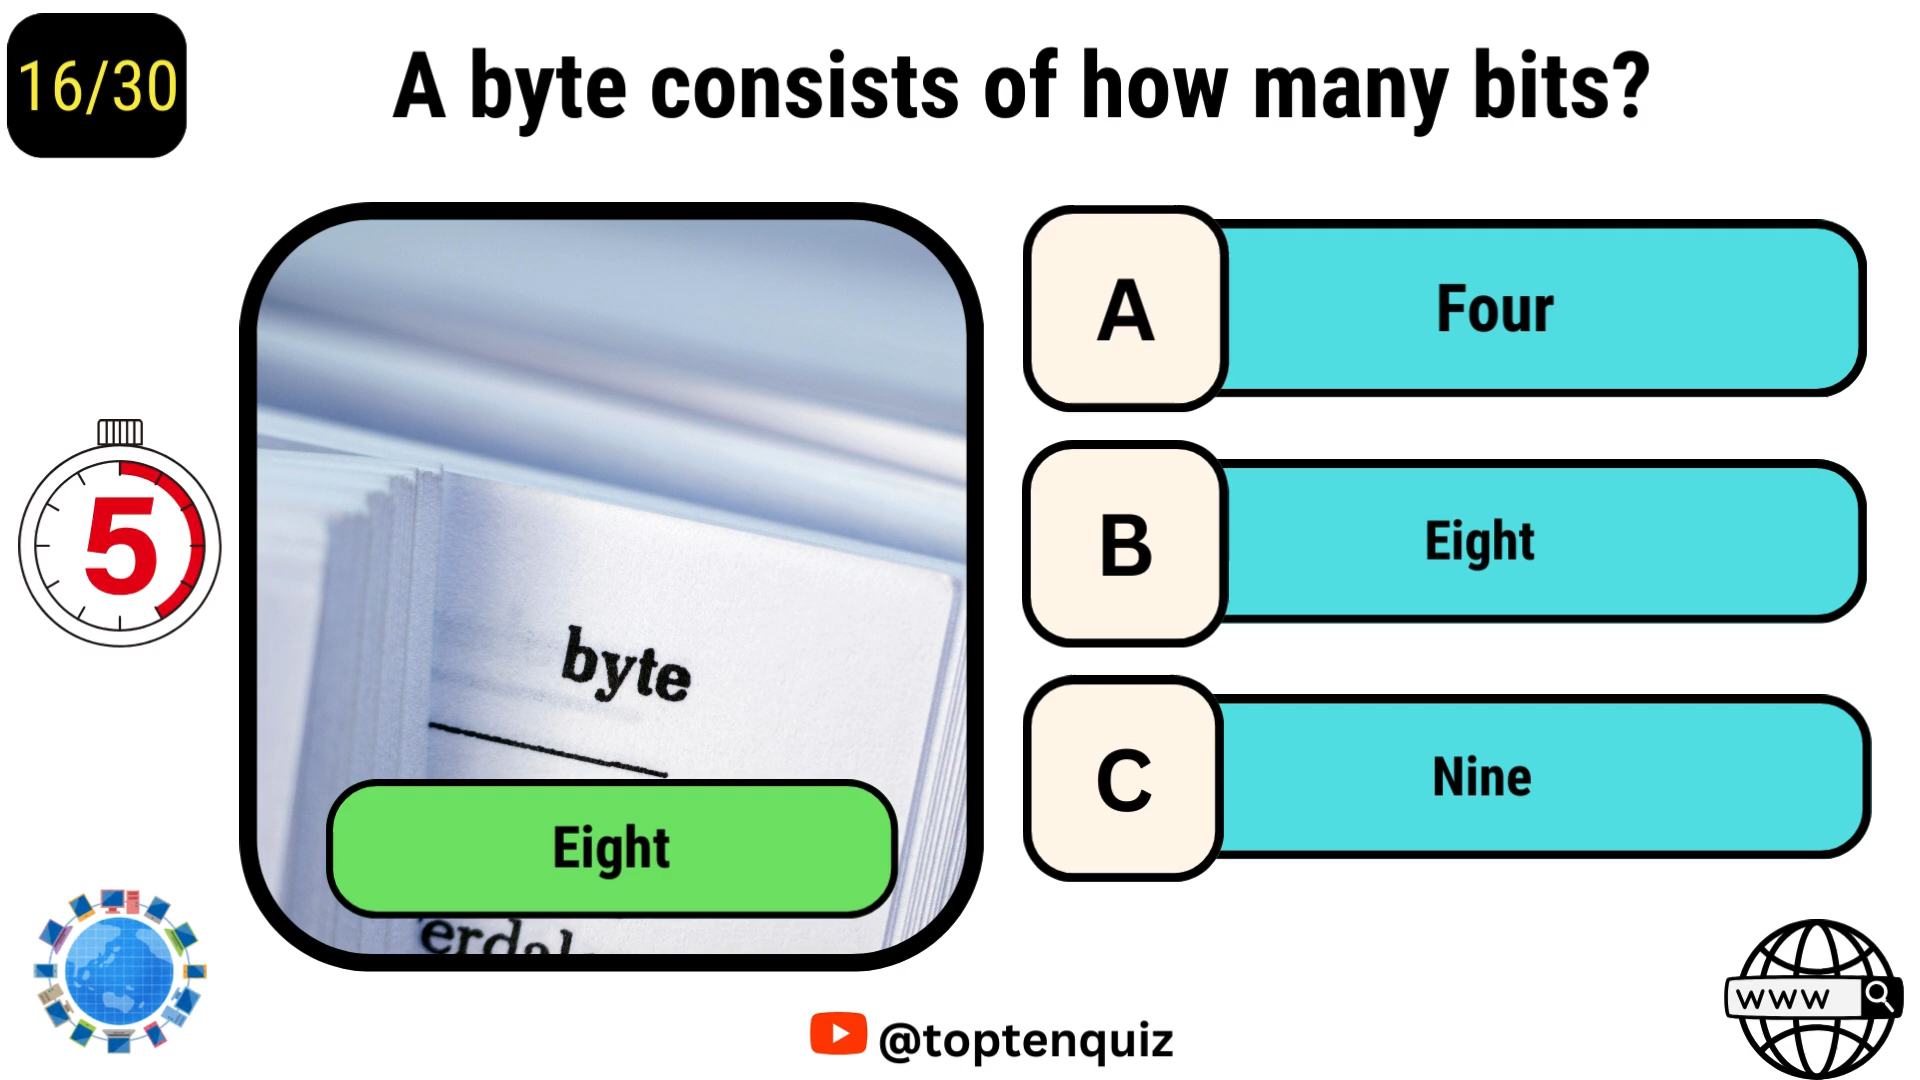 16/30
A byte consists of how many bits?
5
byte
Eight
A
Four
B
Eight
C
Nine
@toptenquiz
www